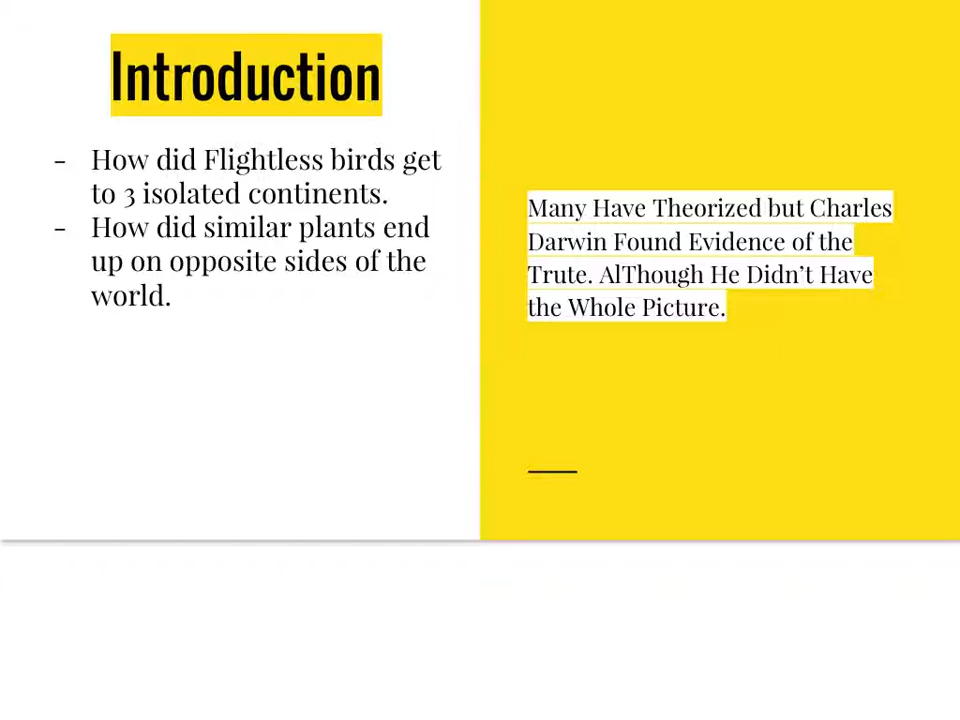 Introduction
- How did Flightless birds get
to 3 isolated continents.
- How did similar plants end
up on opposite sides of the
world.
Many Have Theorized but Charles
Darwin Found Evidence of the
Trute. AlThough He Didn’t Have
the Whole Picture.